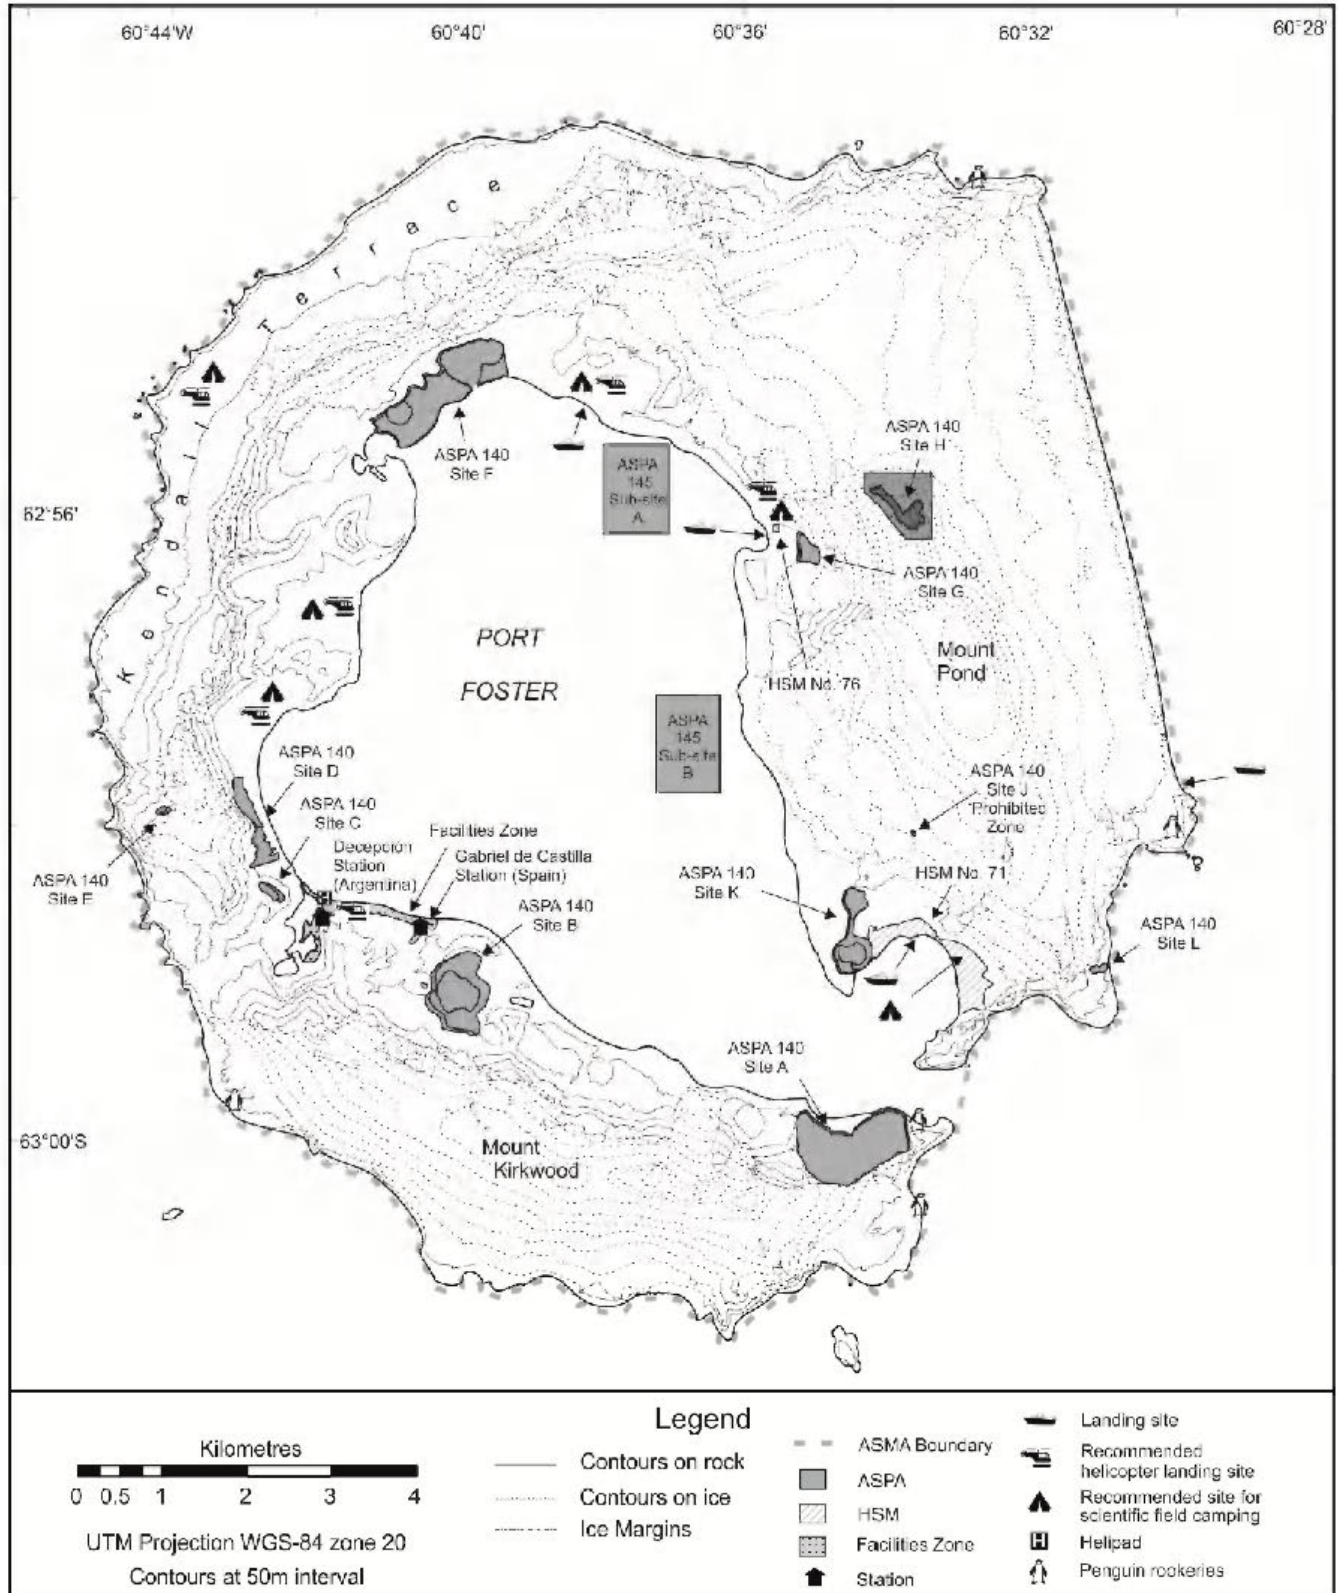 60°44'W
60°40'
60°36'
60°32'
60°28'
Kendall Terrace
ASPA 140
Site F
ASPA
145
Sub-site
A
ASPA 140
Site H
62°56'
ASPA 140
Site G
PORT
FOSTER
Mount
Pond
HSM No. 76
ASPA
145
Sub-site
B
ASPA 140
Site D
ASPA 140
Site J
Prohibited
Zone
ASPA 140
Site C
Facilities Zone
Decepción
Station
(Argentina)
Gabriel de Castilla
Station (Spain)
ASPA 140
Site E
ASPA 140
Site K
HSM No. 71
ASPA 140
Site B
ASPA 140
Site L
ASPA 140
Site A
63°00'S
Mount
Kirkwood
Legend
Kilometres
0 0.5 1 2 3 4
UTM Projection WGS-84 zone 20
Contours at 50m interval
Contours on rock
Contours on ice
Ice Margins
ASMA Boundary
ASPA
HSM
Facilities Zone
Station
Landing site
Recommended
helicopter landing site
Recommended site for
scientific field camping
H
Helipad
Penguin rookeries